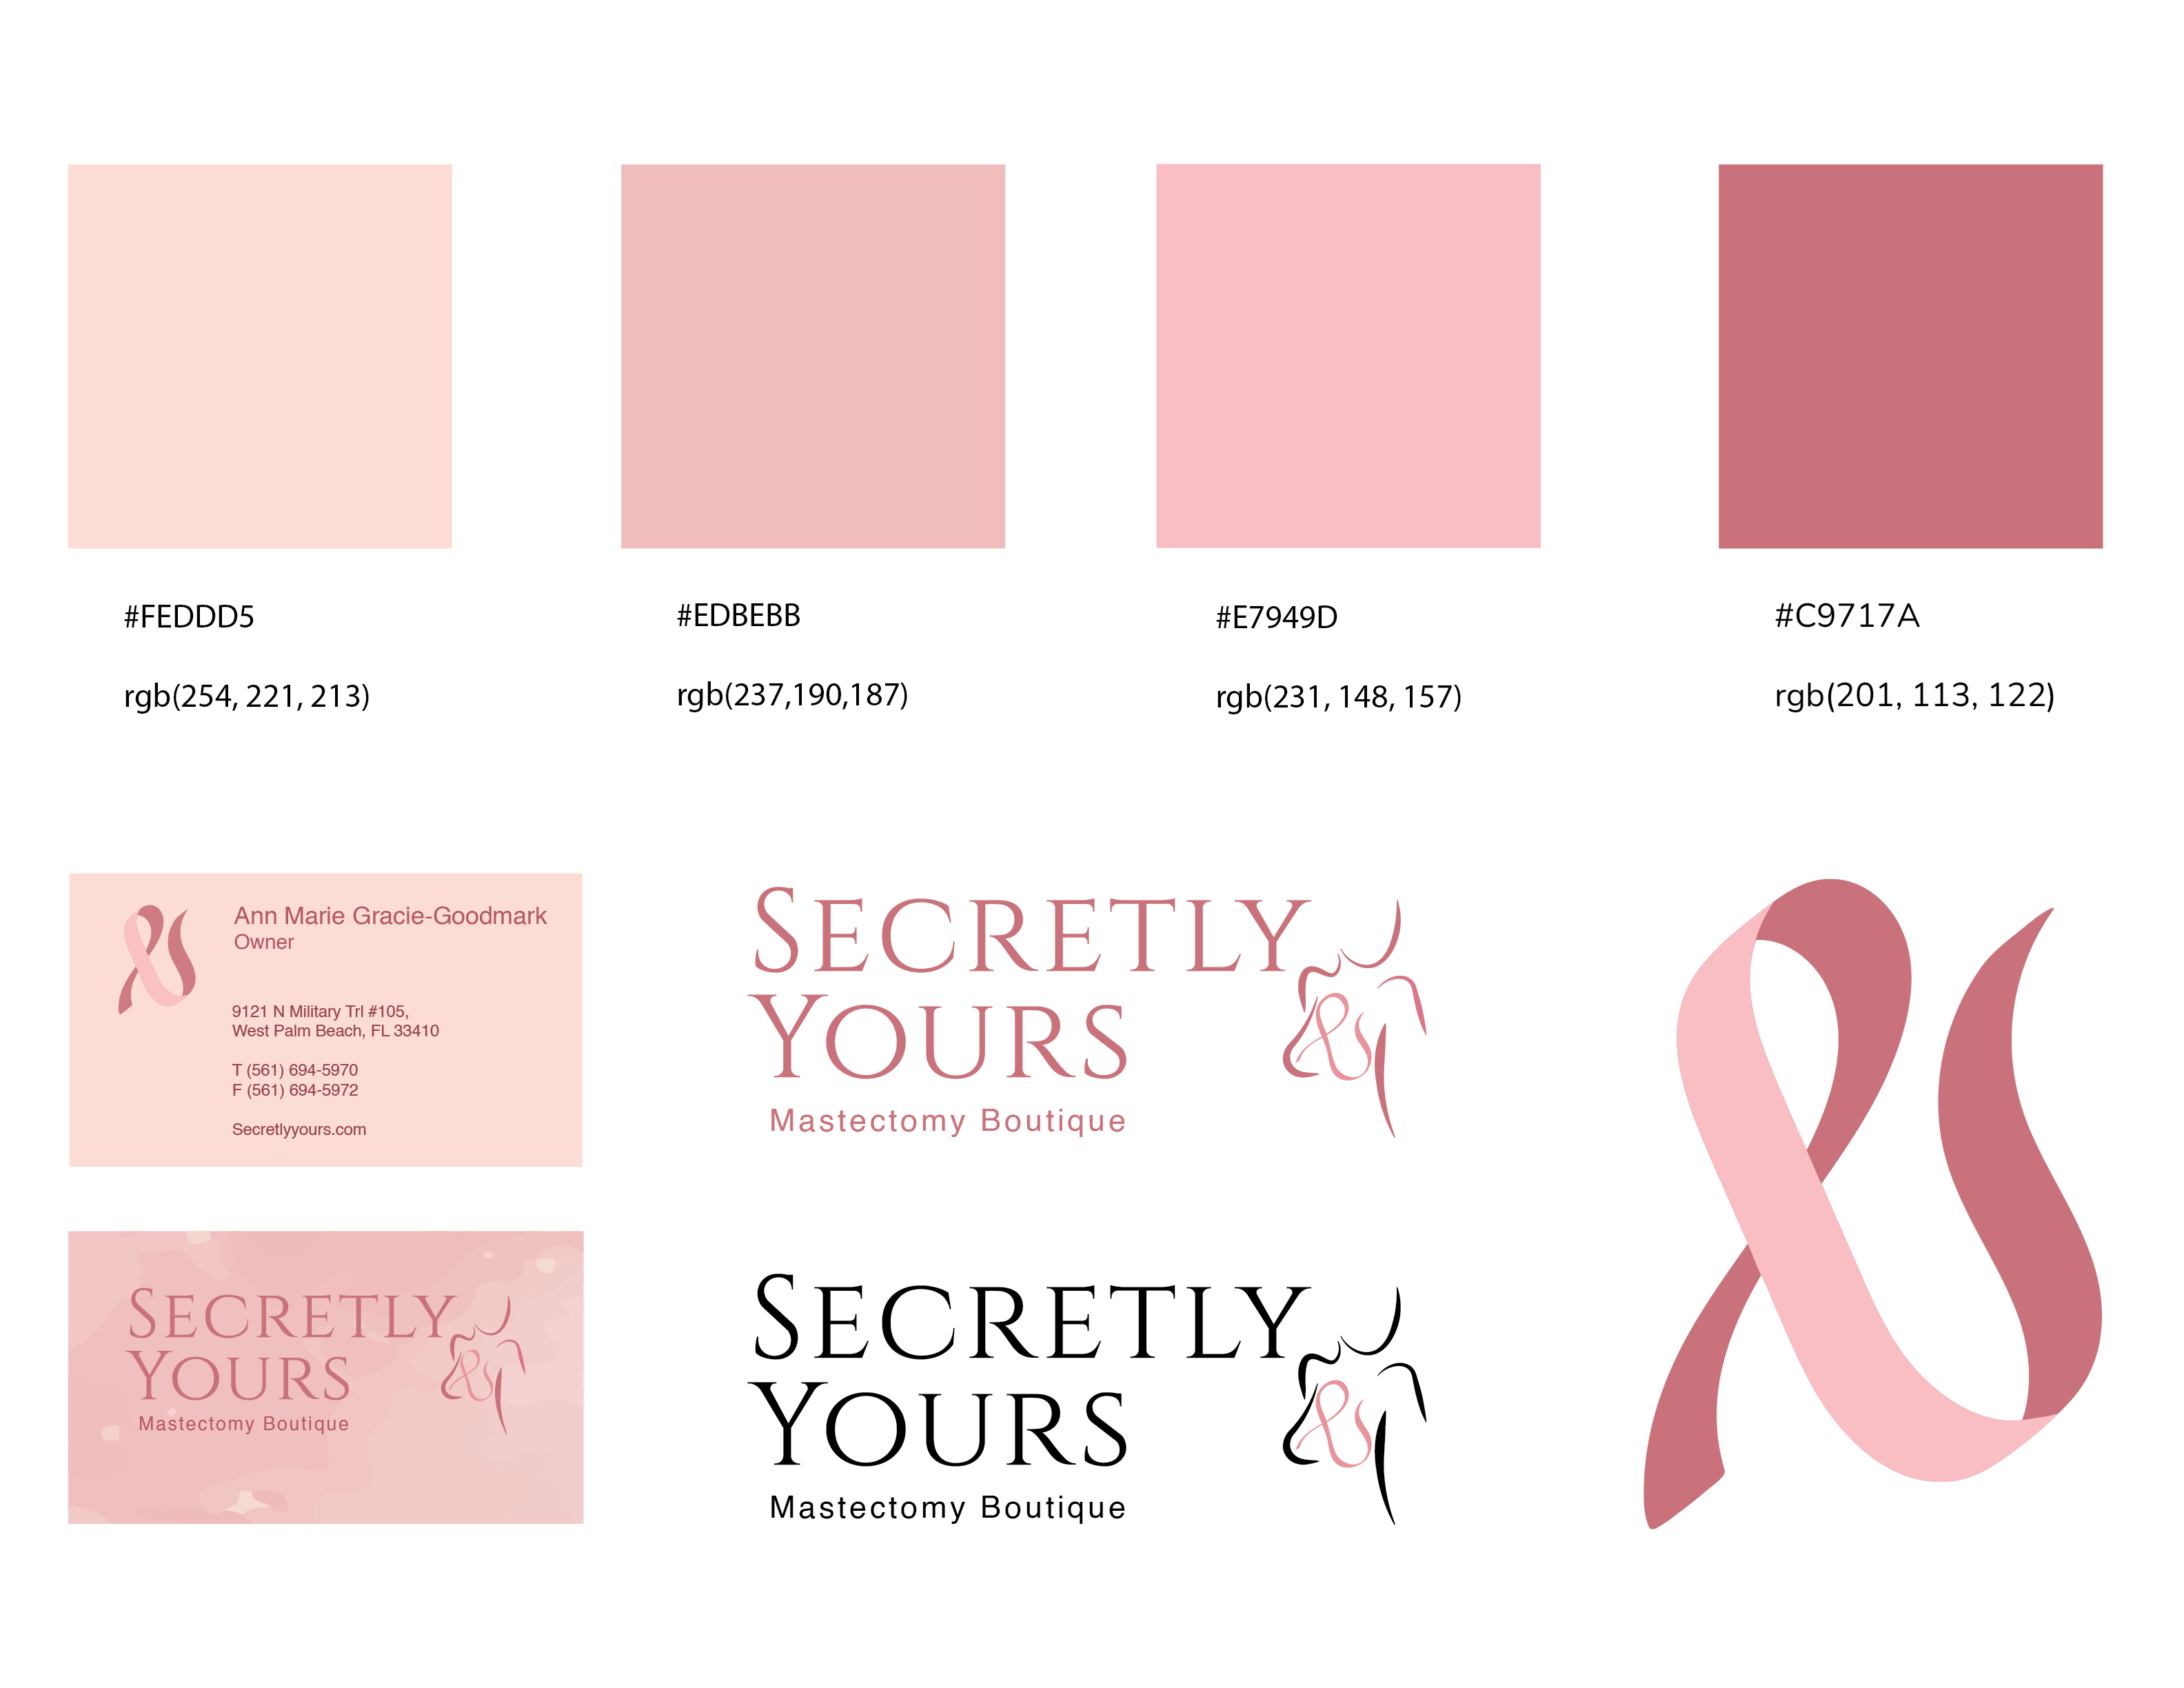 #FEDDD5
rgb(254, 221, 213)
#EDBEBB
rgb(237,190,187)
#E7949D
rgb(231, 148, 157)
#C9717A
rgb(201, 113, 122)
Ann Marie Gracie-Goodmark
Owner
9121 N Military Trl #105,
West Palm Beach, FL 33410
T (561) 694-5970
F (561) 694-5972
Secretlyyours.com
SECRETLY
YOURS
Mastectomy Boutique
SECRETLY
YOURS
Mastectomy Boutique
SECRETLY
YOURS
Mastectomy Boutique